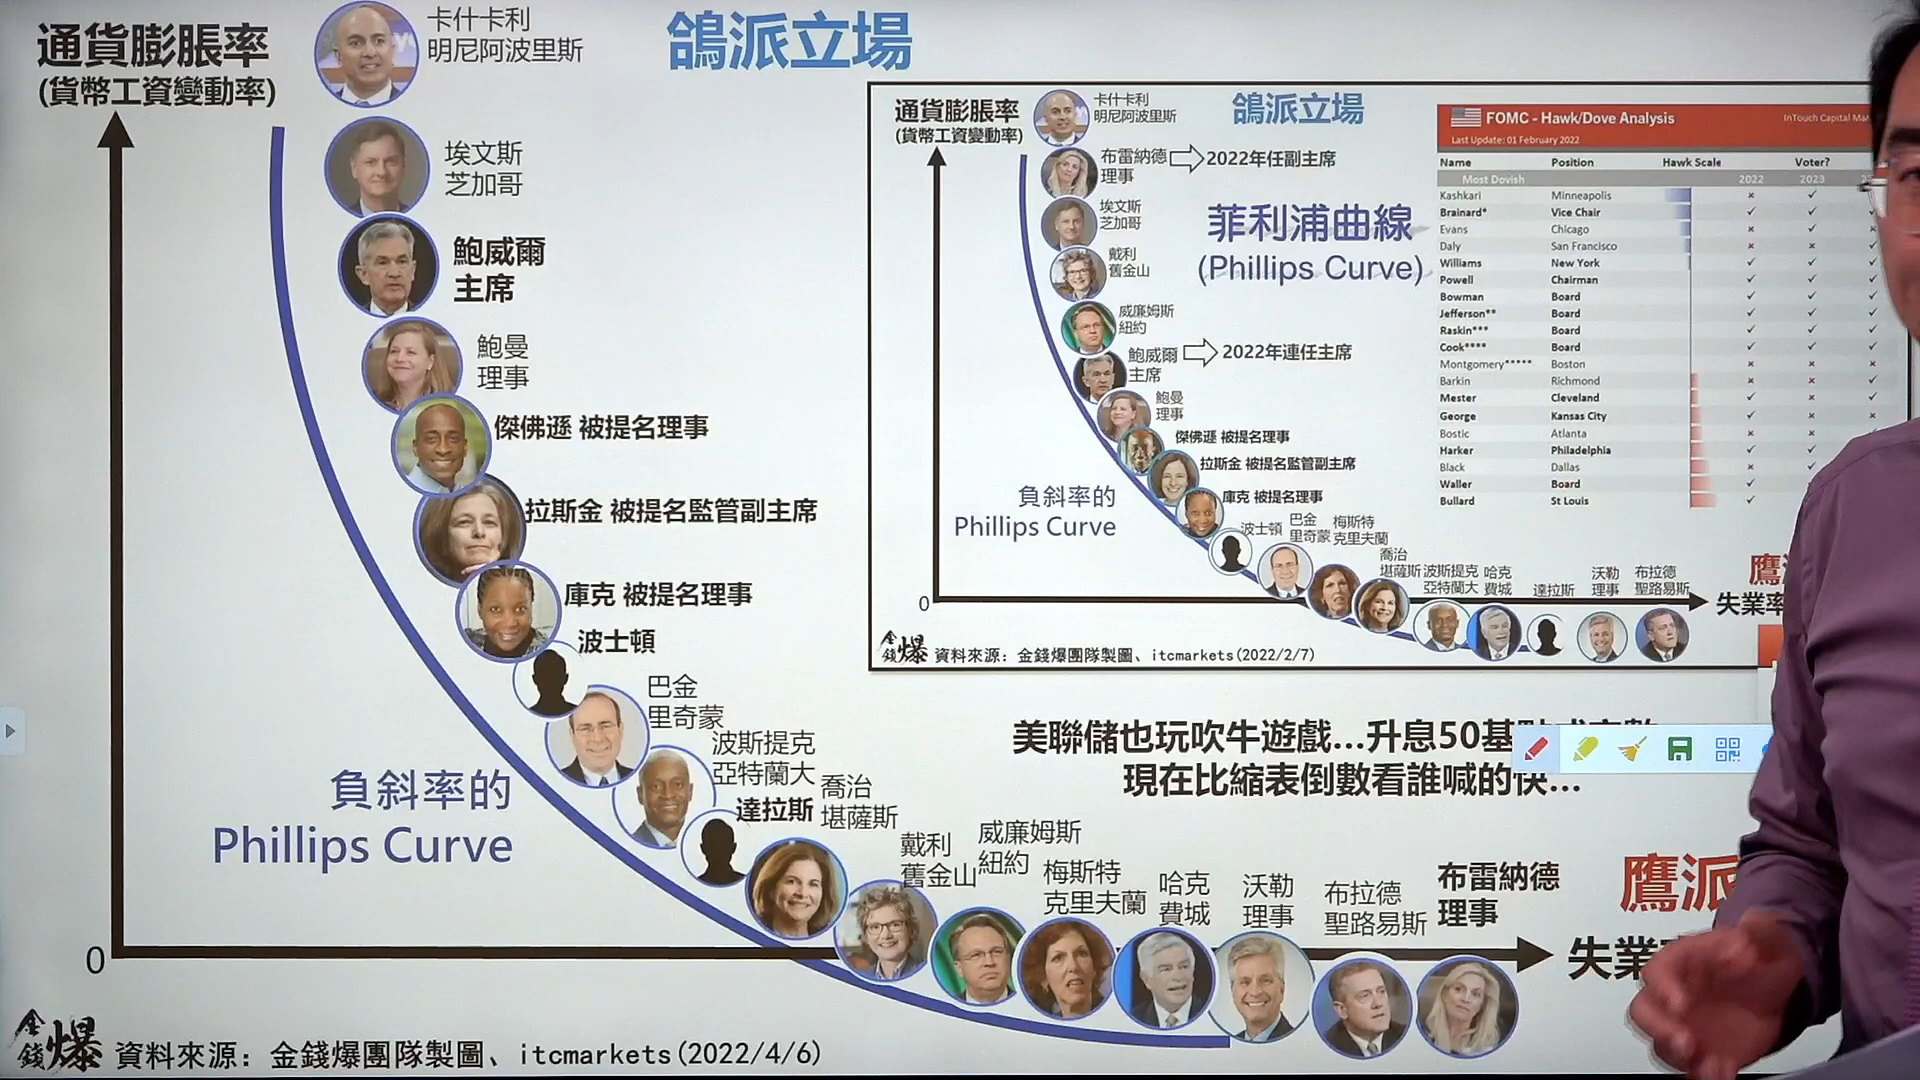 通貨膨脹率
(貨幣工資變動率)
卡什卡利
明尼阿波里斯
鴿派立場
埃文斯
芝加哥
鮑威爾
主席
鮑曼
理事
傑佛遜 被提名理事
拉斯金 被提名監管副主席
庫克 被提名理事
波士頓
巴金
里奇蒙
波斯提克
亞特蘭大
達拉斯
喬治
堪薩斯
戴利
舊金山
威廉姆斯
紐約
梅斯特
克里夫蘭
哈克
費城
沃勒
理事
布拉德
聖路易斯
布雷納德
理事
鷹派
失業
0
負斜率的
Phillips Curve
金錢爆 資料來源: 金錢爆團隊製圖、itcmarkets(2022/4/6)
通貨膨脹率
(貨幣工資變動率)
卡什卡利
明尼阿波里斯
鴿派立場
布雷納德
理事
2022年任副主席
埃文斯
芝加哥
菲利浦曲線
(Phillips Curve)
戴利
舊金山
威廉姆斯
紐約
鮑威爾
主席
2022年連任主席
鮑曼
理事
傑佛遜 被提名理事
拉斯金 被提名監管副主席
庫克 被提名理事
波士頓
巴金
里奇蒙
梅斯特
克里夫蘭
喬治
堪薩斯
波斯提克
亞特蘭大
哈克
費城
達拉斯
沃勒
理事
布拉德
聖路易斯
鷹
失業率
0
負斜率的
Phillips Curve
金錢爆 資料來源: 金錢爆團隊製圖、itcmarkets(2022/2/7)
FOMC - Hawk/Dove Analysis
InTouch Capital Ma
Last Update: 01 February 2022
Name Position Hawk Scale Voter?
Most Dovish 2022 2023
Kashkari Minneapolis × ✓
Brainard* Vice Chair ✓ ✓ ✓
Evans Chicago × ✓ ×
Daly San Francisco × × ✓
Williams New York ✓ ✓ ✓
Powell Chairman ✓ ✓ ✓
Bowman Board ✓ ✓ ✓
Jefferson** Board ✓ ✓ ✓
Raskin*** Board ✓ ✓ ✓
Cook**** Board ✓ ✓ ✓
Montgomery***** Boston × × ×
Barkin Richmond × × ✓
Mester Cleveland ✓ × ✓
George Kansas City ✓ × ×
Bostic Atlanta × × ✓
Harker Philadelphia ✓ ✓
Black Dallas × ✓
Waller Board ✓ ✓
Bullard St Louis ✓
美聯儲也玩吹牛遊戲...升息50基
現在比縮表倒數看誰喊的快...